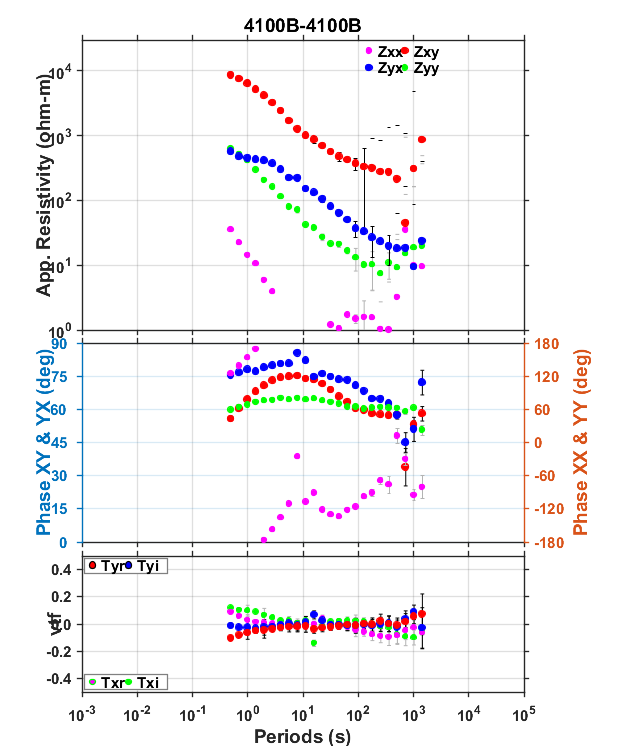 4100B-4100B
Zxx Zxy
Zyx Zyy
App. Resistivity (ohm-m)
10^4
10^3
10^2
10^1
10^0
Phase XY & YX (deg)
90
75
60
45
30
15
0
180
120
60
0
-60
-120
-180
Phase XX & YY (deg)
Tyr Tyi
0.4
0.2
0.0
-0.2
-0.4
Txr Txi
10^-3 10^-2 10^-1 10^0 10^1 10^2 10^3 10^4 10^5
Periods (s)